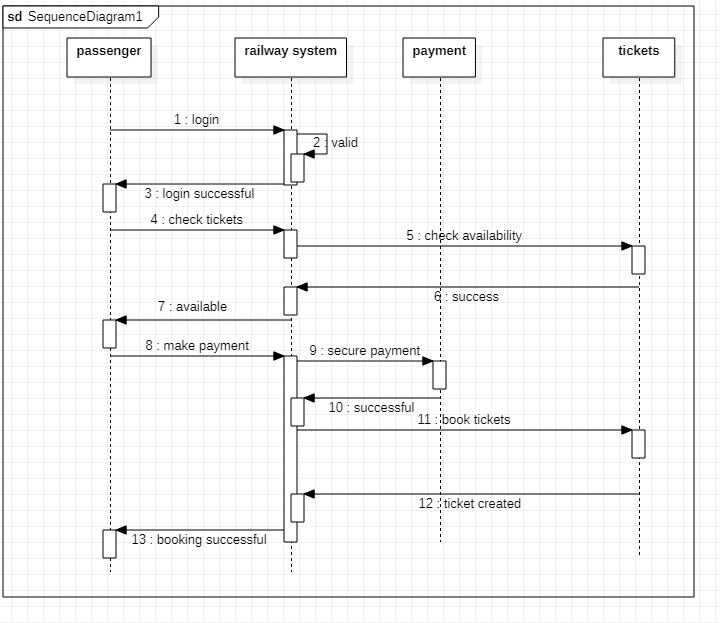 sd SequenceDiagram1
passenger
railway system
payment
tickets
1 : login
2 : valid
3 : login successful
4 : check tickets
5 : check availability
6 : success
7 : available
8 : make payment
9 : secure payment
10 : successful
11 : book tickets
12 : ticket created
13 : booking successful